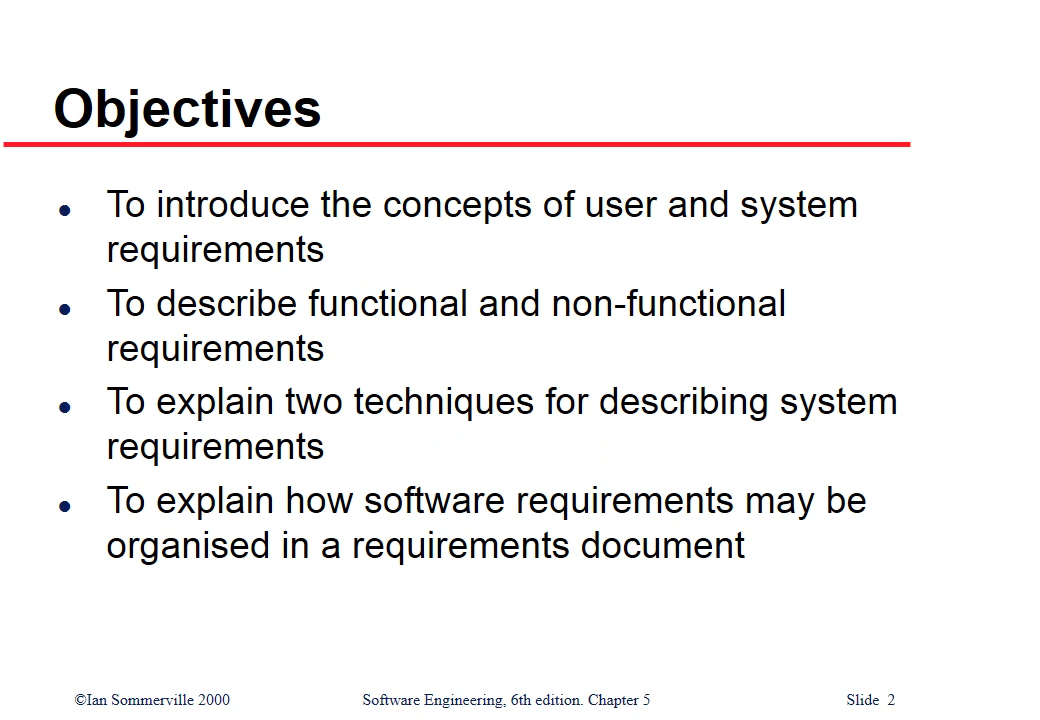 Objectives
To introduce the concepts of user and system
requirements
To describe functional and non-functional
requirements
To explain two techniques for describing system
requirements
To explain how software requirements may be
organised in a requirements document
©Ian Sommerville 2000 Software Engineering, 6th edition. Chapter 5 Slide 2